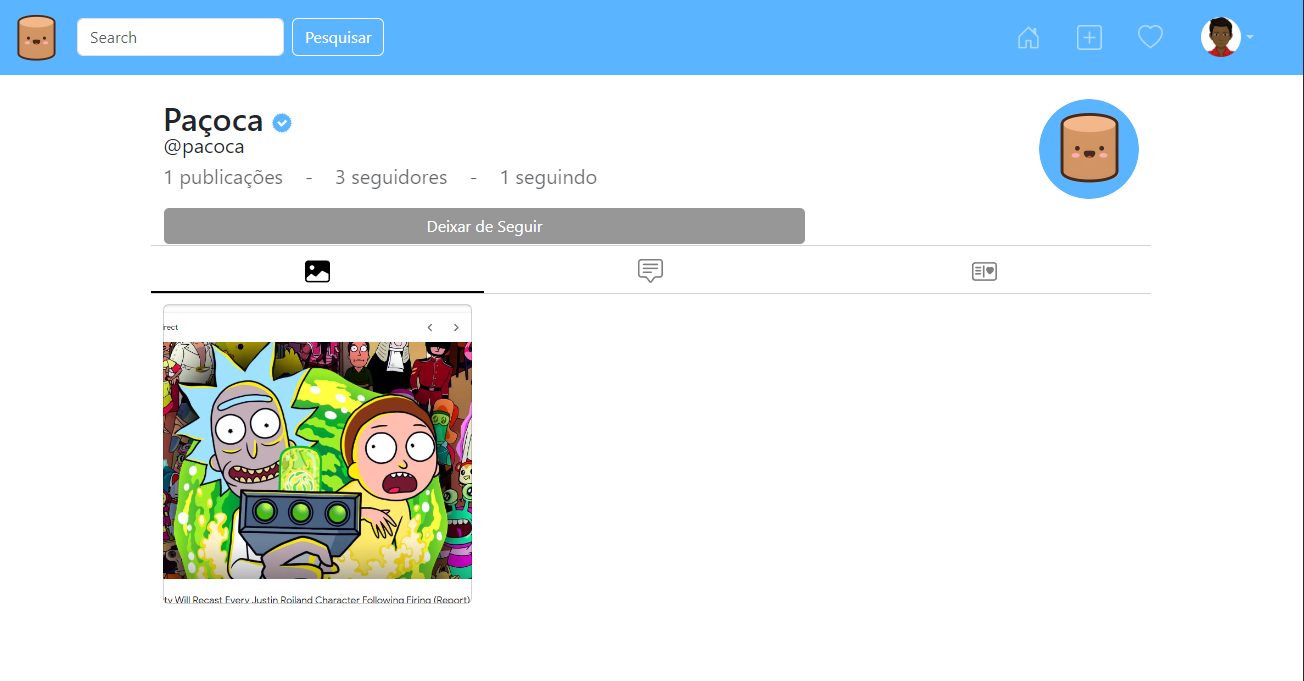 Search Pesquisar
Paçoca
@pacoca
1 publicações - 3 seguidores - 1 seguindo
Deixar de Seguir
rect
ty Will Recast Every Justin Roiland Character Following Firing (Report)